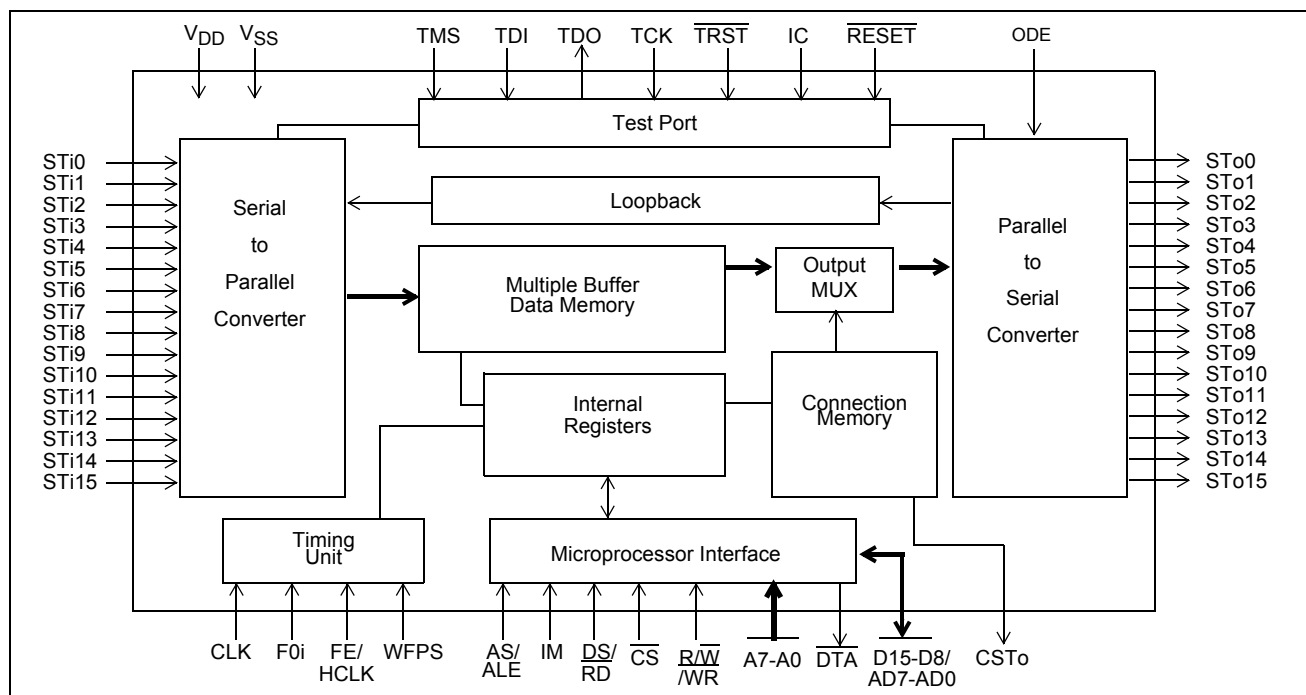 VDD VSS TMS TDI TDO TCK TRST IC RESET ODE
Test Port
STi0
STi1
STi2
STi3
STi4
STi5
STi6
STi7
STi8
STi9
STi10
STi11
STi12
STi13
STi14
STi15
Serial
to
Parallel
Converter
Loopback
Multiple Buffer
Data Memory
Output
MUX
Parallel
to
Serial
Converter
STo0
STo1
STo2
STo3
STo4
STo5
STo6
STo7
STo8
STo9
STo10
STo11
STo12
STo13
STo14
STo15
Internal
Registers
Connection
Memory
Timing
Unit
Microprocessor Interface
CLK
F0i
FE/
HCLK
WFPS
AS/
ALE
IM
DS/
RD
CS
R/W
/WR
A7-A0
DTA
D15-D8/
AD7-AD0
CSTo